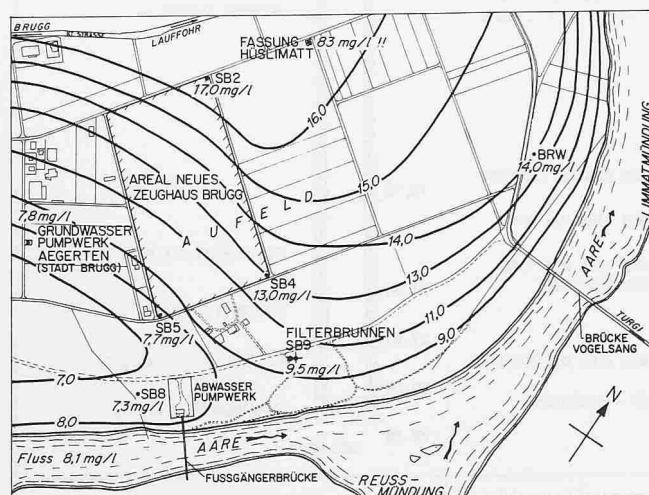 BRUGG
KT. STRASSE
LAUFFOHR
FASSUNG
HÜSLIMATT
83 mg/l !!
SB2
17,0 mg/l
16,0
15,0
BRW
14,0 mg/l
LIMMATMÜNDUNG
AREAL NEUES
ZEUGHAUS BRUGG
AUFELD
7,8 mg/l
GRUNDWASSER
PUMPWERK
AEGERTEN
(STADT BRUGG)
14,0
13,0
SB4
13,0 mg/l
AARE
11,0
9,0
TURGI
SB5
7,7 mg/l
FILTERBRUNNEN
SB9
9,5 mg/l
BRÜCKE
VOGELSANG
7,0
SB8
7,3 mg/l
ABWASSER
PUMPWERK
8,0
N
AARE
Fluss 8,1 mg/l
FUSSGÄNGERBRÜCKE
REUSS-
MÜNDUNG